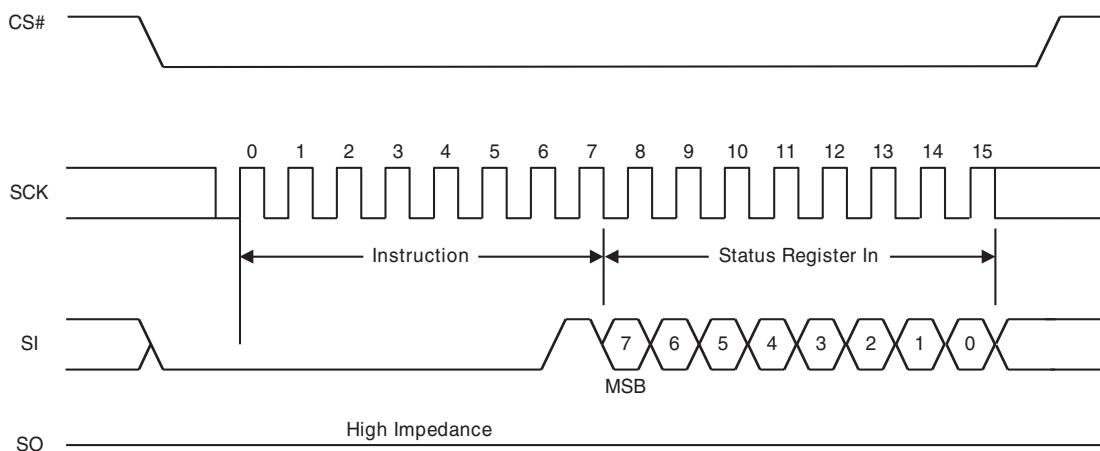 CS#
0 1 2 3 4 5 6 7 8 9 10 11 12 13 14 15
SCK
Instruction Status Register In
SI 7 6 5 4 3 2 1 0
MSB
High Impedance
SO